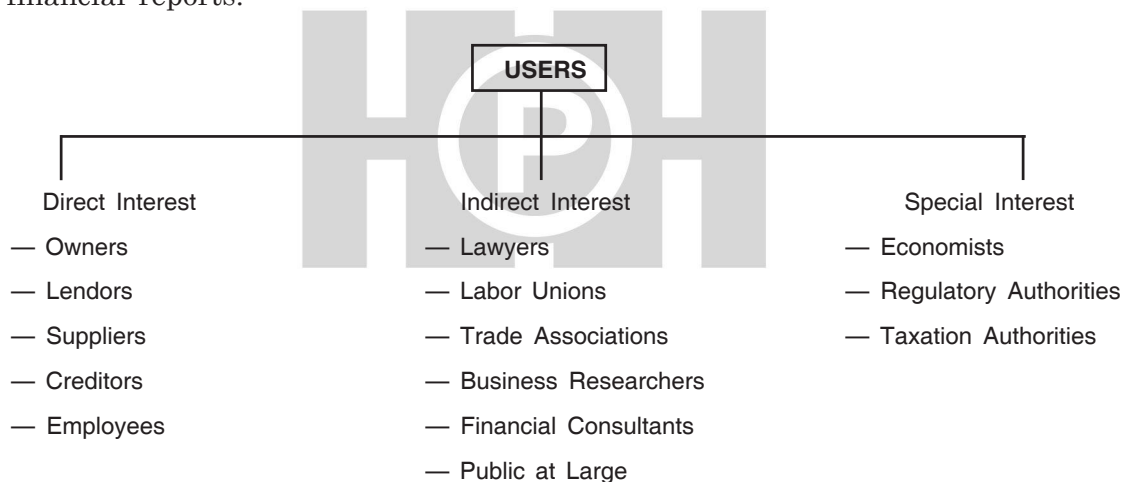 financial reports.
USERS
Direct Interest
— Owners
— Lendors
— Suppliers
— Creditors
— Employees
Indirect Interest
— Lawyers
— Labor Unions
— Trade Associations
— Business Researchers
— Financial Consultants
— Public at Large
Special Interest
— Economists
— Regulatory Authorities
— Taxation Authorities
HPH